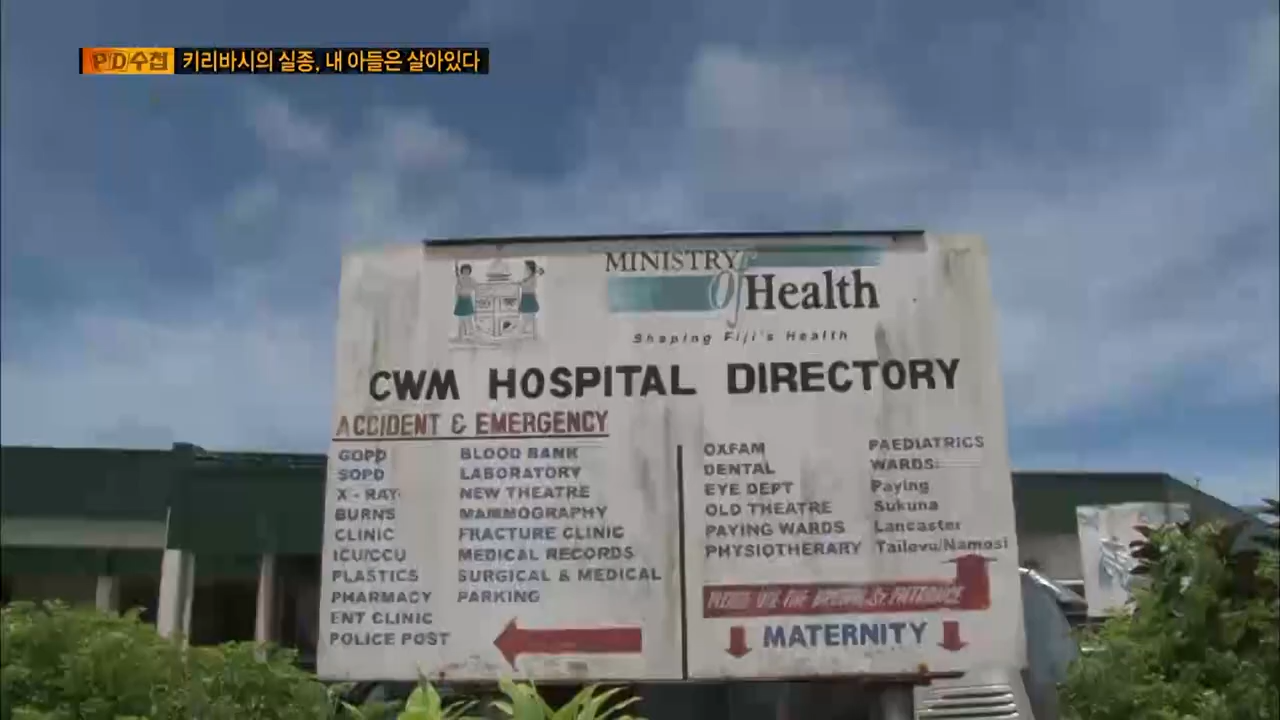 PD수첩 키리바시의 실종, 내 아들은 살아있다
MINISTRY
of Health
Shaping Fiji's Health
CWM HOSPITAL DIRECTORY
ACCIDENT & EMERGENCY
GOPD
SOPD
X-RAY
BURNS
CLINIC
ICU/CCU
PLASTICS
PHARMACY
ENT CLINIC
POLICE POST
BLOOD BANK
LABORATORY
NEW THEATRE
MAMMOGRAPHY
FRACTURE CLINIC
MEDICAL RECORDS
SURGICAL & MEDICAL
PARKING
OXFAM
DENTAL
EYE DEPT
OLD THEATRE
PAYING WARDS
PHYSIOTHERARY
PAEDIATRICS
WARDS:
Paying
Sukuna
Lancaster
Tailevu/Namosi
MATERNITY